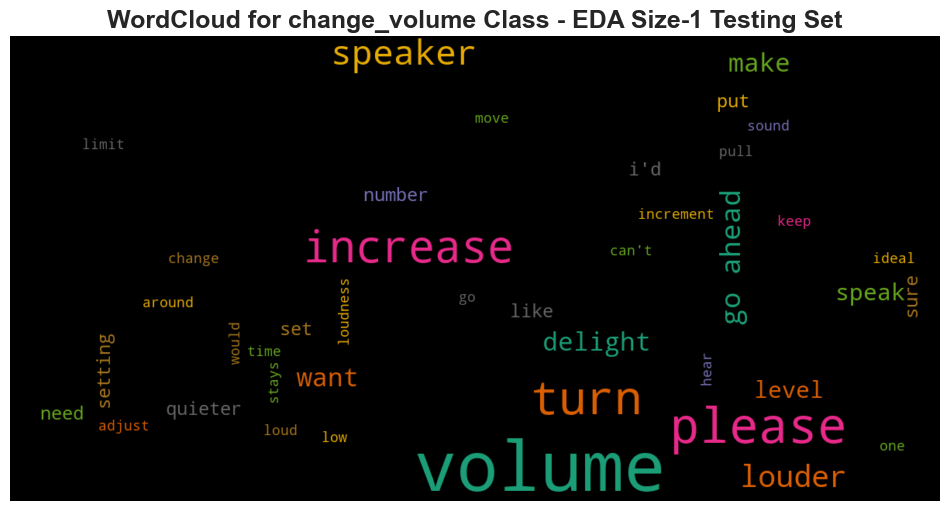 WordCloud for change_volume Class - EDA Size-1 Testing Set
speaker
make
put
move
sound
limit
pull
i'd
number
increment
keep
go ahead
increase
can't
change
ideal
speak
sure
around
loudness
go
like
set
would
time
delight
setting
stays
want
hear
level
turn
need
quieter
please
adjust
loud
low
one
volume
louder